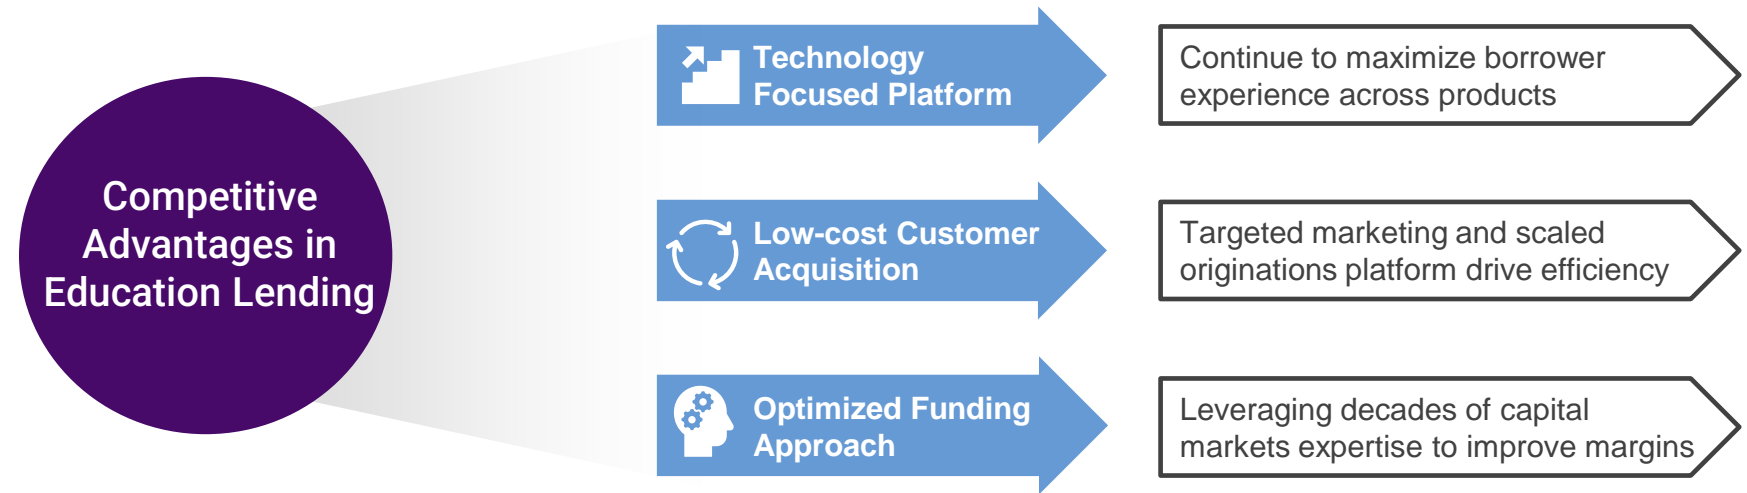 Competitive
Advantages in
Education Lending
Technology
Focused Platform
Continue to maximize borrower
experience across products
Low-cost Customer
Acquisition
Targeted marketing and scaled
originations platform drive efficiency
Optimized Funding
Approach
Leveraging decades of capital
markets expertise to improve margins